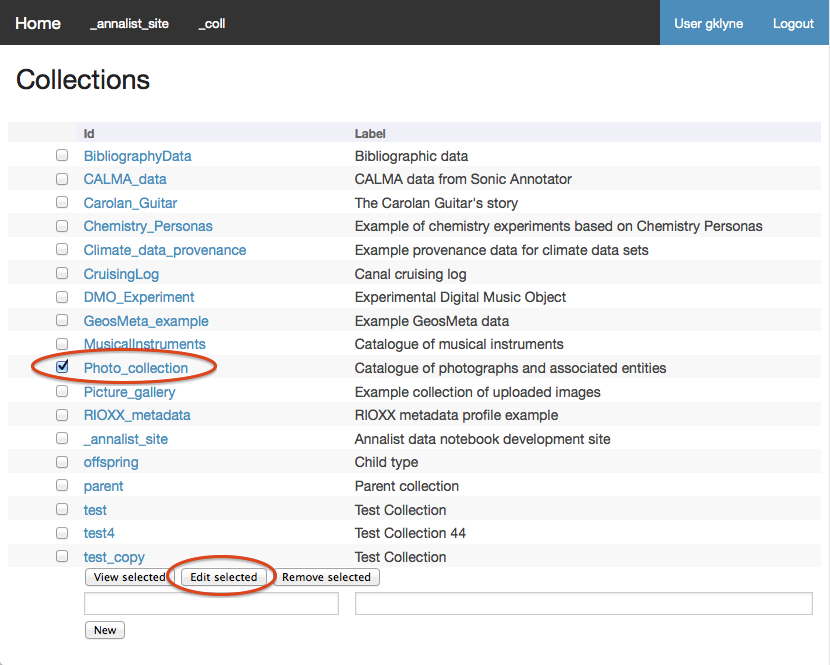 Home _annalist_site _coll User gklyne Logout
Collections
Id Label
BibliographyData Bibliographic data
CALMA_data CALMA data from Sonic Annotator
Carolan_Guitar The Carolan Guitar's story
Chemistry_Personas Example of chemistry experiments based on Chemistry Personas
Climate_data_provenance Example provenance data for climate data sets
CruisingLog Canal cruising log
DMO_Experiment Experimental Digital Music Object
GeosMeta_example Example GeosMeta data
MusicalInstruments Catalogue of musical instruments
Photo_collection Catalogue of photographs and associated entities
Picture_gallery Example collection of uploaded images
RIOXX_metadata RIOXX metadata profile example
_annalist_site Annalist data notebook development site
offspring Child type
parent Parent collection
test Test Collection
test4 Test Collection 44
test_copy Test Collection
View selected Edit selected Remove selected
New